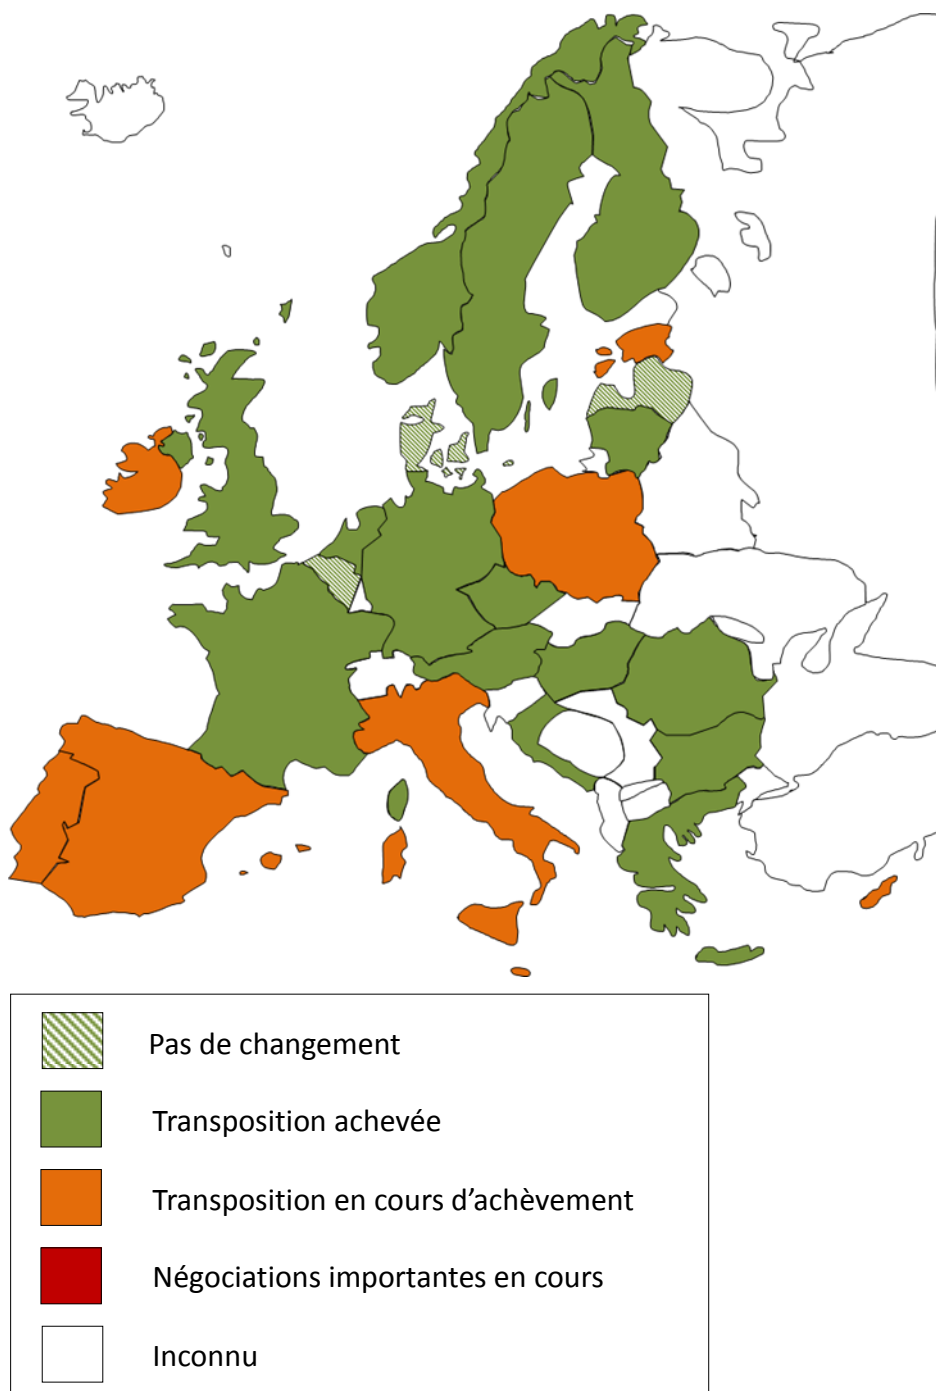 Pas de changement
Transposition achevée
Transposition en cours d’achèvement
Négociations importantes en cours
Inconnu